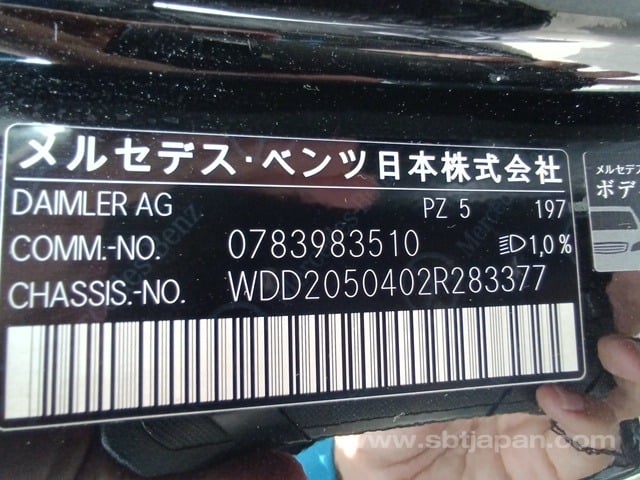 メルセデス・ベンツ日本株式会社
DAIMLER AG PZ 5 197
COMM.-NO. 0783983510 1,0%
CHASSIS.-NO. WDD2050402R283377
メルセデス
ボデ
www.sbtjapan.com